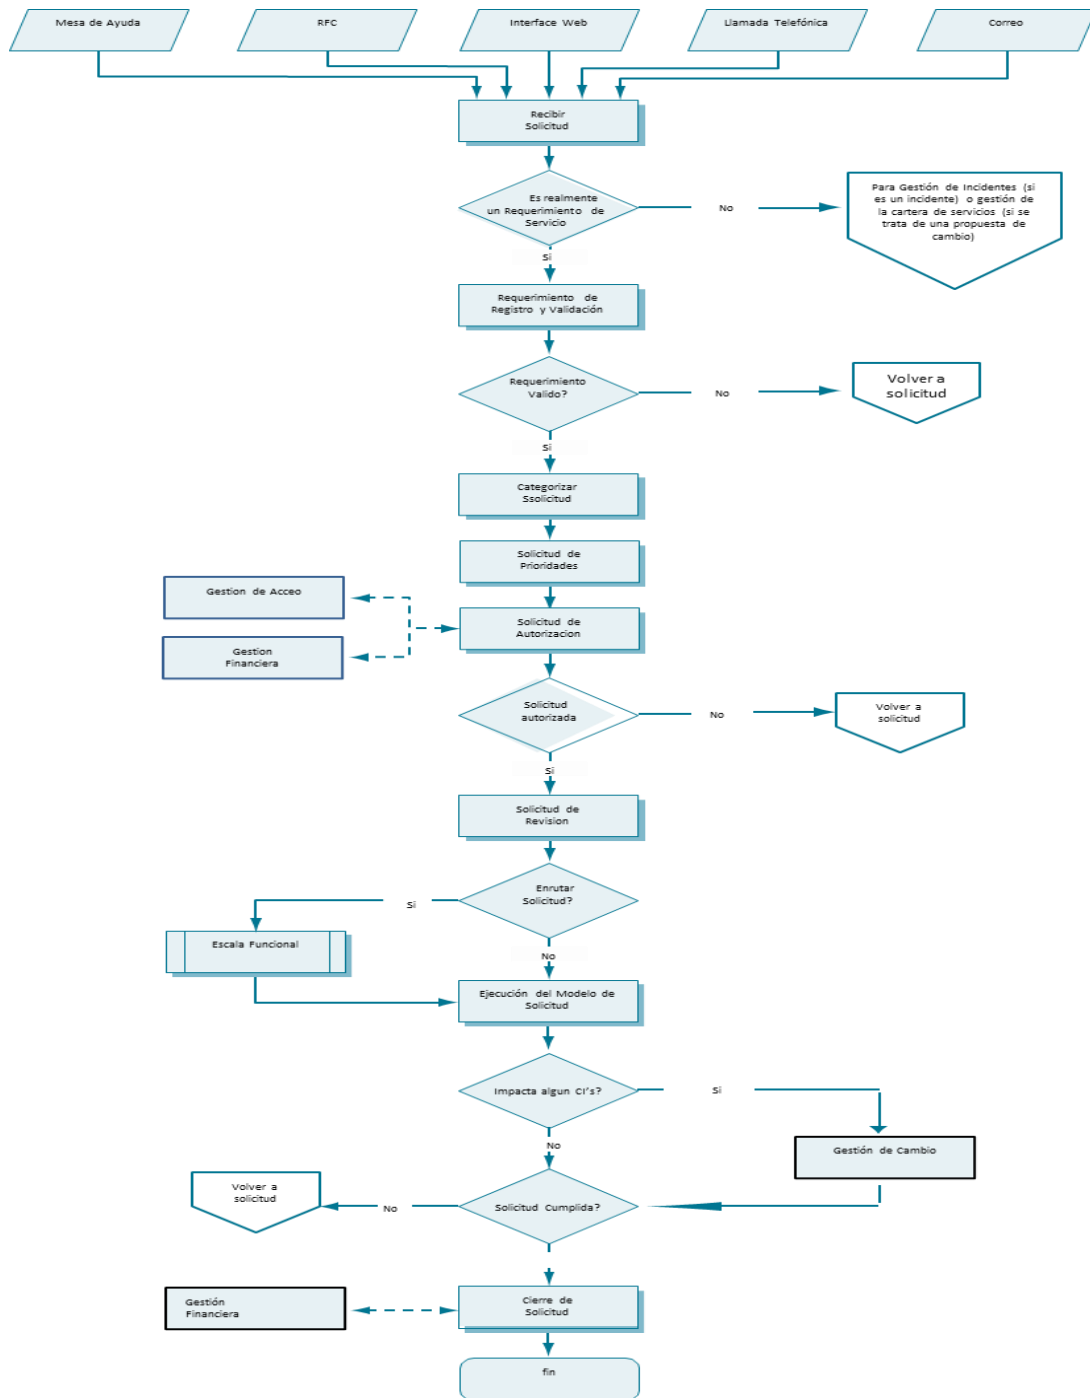 Mesa de Ayuda
RFC
Interface Web
Llamada Telefónica
Correo
Recibir
Solicitud
Es realmente
un Requerimiento de
Servicio
No
Para Gestión de Incidentes (si
es un incidente) o gestión de
la cartera de servicios (si se
trata de una propuesta de
cambio)
Si
Requerimiento de
Registro y Validación
Requerimiento
Valido?
No
Volver a
solicitud
Si
Categorizar
Ssolicitud
Solicitud de
Prioridades
Gestion de Acceo
Solicitud de
Autorizacion
Gestion
Financiera
Solicitud
autorizada
No
Volver a
solicitud
Si
Solicitud de
Revision
Enrutar
Solicitud?
Si
Escala Funcional
No
Ejecución del Modelo de
Solicitud
Impacta algun CI's?
Si
No
Gestión de Cambio
Volver a
solicitud
No
Solicitud Cumplida?
Gestión
Financiera
Cierre de
Solicitud
fin